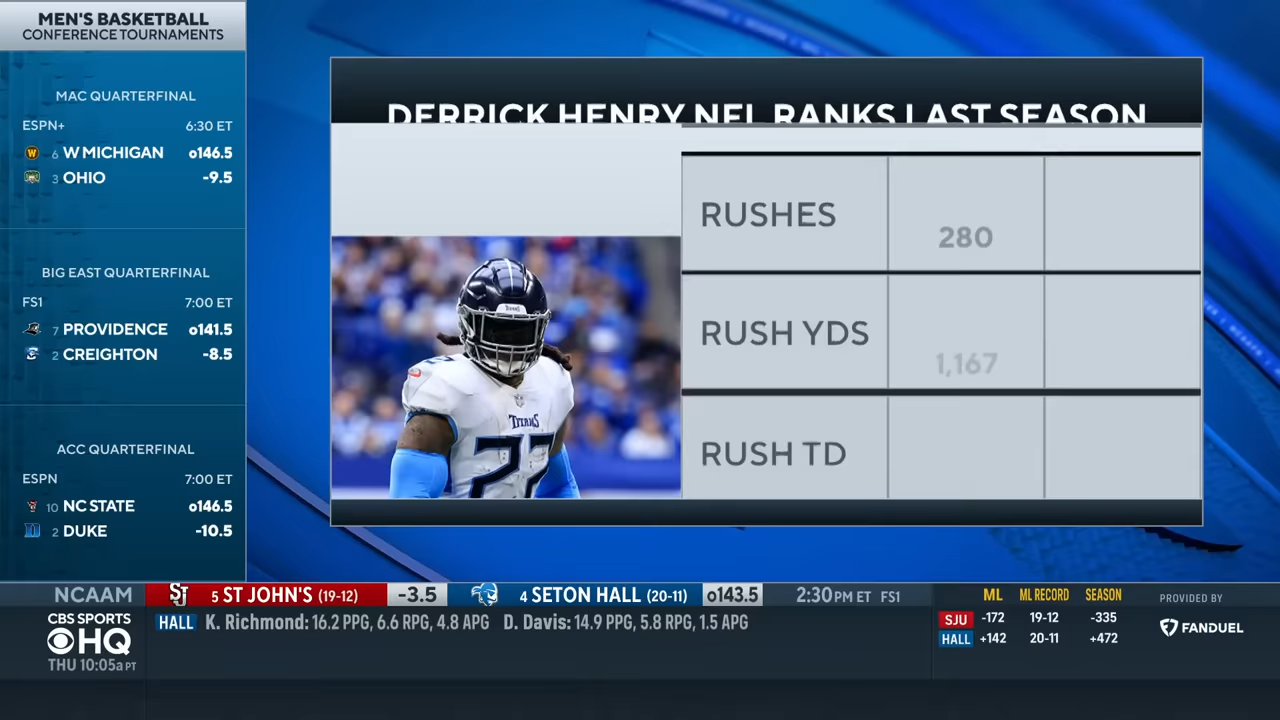 MEN'S BASKETBALL
CONFERENCE TOURNAMENTS
MAC QUARTERFINAL
ESPN+ 6:30 ET
6 W MICHIGAN o146.5
3 OHIO -9.5
BIG EAST QUARTERFINAL
FS1 7:00 ET
7 PROVIDENCE o141.5
2 CREIGHTON -8.5
ACC QUARTERFINAL
ESPN 7:00 ET
10 NC STATE o146.5
2 DUKE -10.5
DERRICK HENRY NFL RANKS LAST SEASON
RUSHES 280
RUSH YDS 1,167
RUSH TD
TITANS
22
NCAAM 5 ST JOHN'S (19-12) -3.5 4 SETON HALL (20-11) o143.5 2:30PM ET FS1
CBS SPORTS
HQ
THU 10:05a PT
HALL K. Richmond: 16.2 PPG, 6.6 RPG, 4.8 APG D. Davis: 14.9 PPG, 5.8 RPG, 1.5 APG
ML ML RECORD SEASON
SJU -172 19-12 -335
HALL +142 20-11 +472
PROVIDED BY
FANDUEL